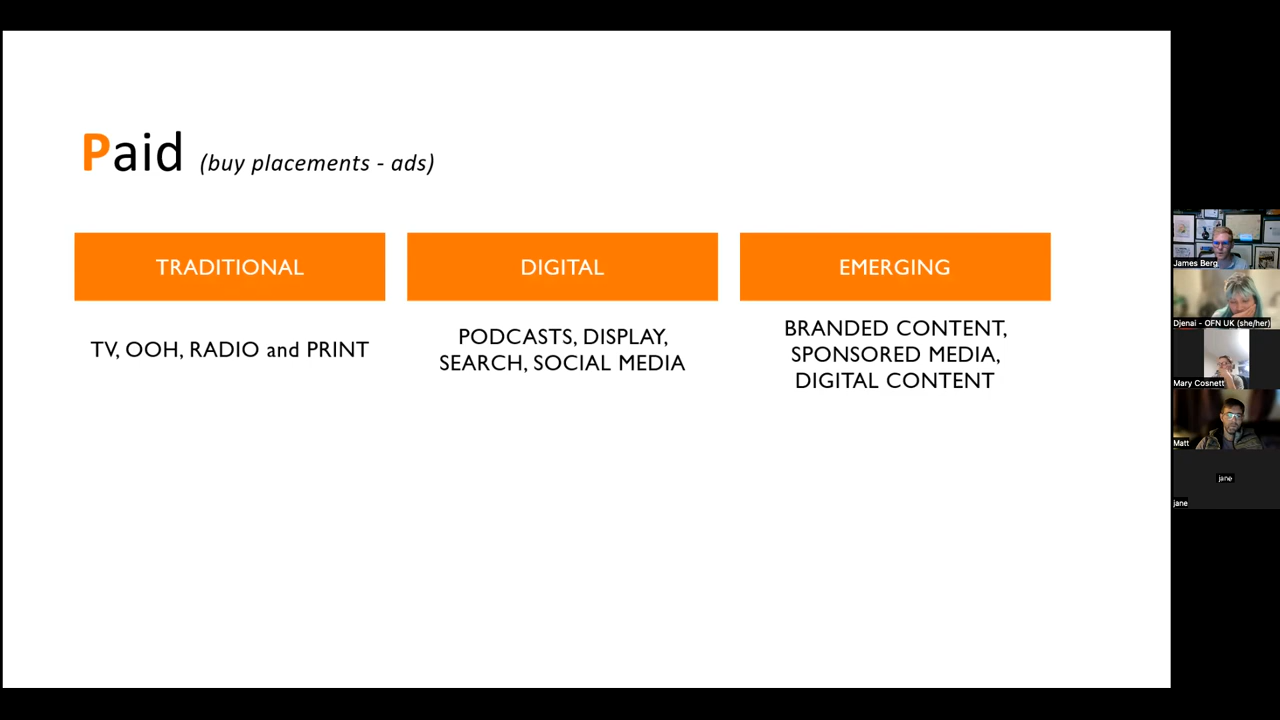 Paid (buy placements - ads)
TRADITIONAL
DIGITAL
EMERGING
TV, OOH, RADIO and PRINT
PODCASTS, DISPLAY,
SEARCH, SOCIAL MEDIA
BRANDED CONTENT,
SPONSORED MEDIA,
DIGITAL CONTENT
James Berg
Djenai - OFN UK (she/her)
Mary Cosnett
Matt
jane
jane